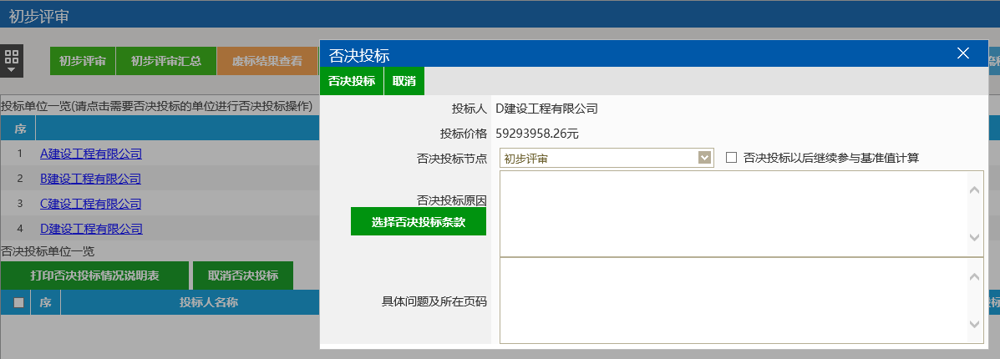 初步评审
初步评审
初步评审汇总
废标结果查看
投标单位一览(请点击需要否决投标的单位进行否决投标操作)
序
1 A建设工程有限公司
2 B建设工程有限公司
3 C建设工程有限公司
4 D建设工程有限公司
否决投标单位一览
打印否决投标情况说明表
取消否决投标
序 投标人名称
否决投标
否决投标
取消
投标人 D建设工程有限公司
投标价格 59293958.26元
否决投标节点 初步评审 否决投标以后继续参与基准值计算
否决投标原因
选择否决投标条款
具体问题及所在页码